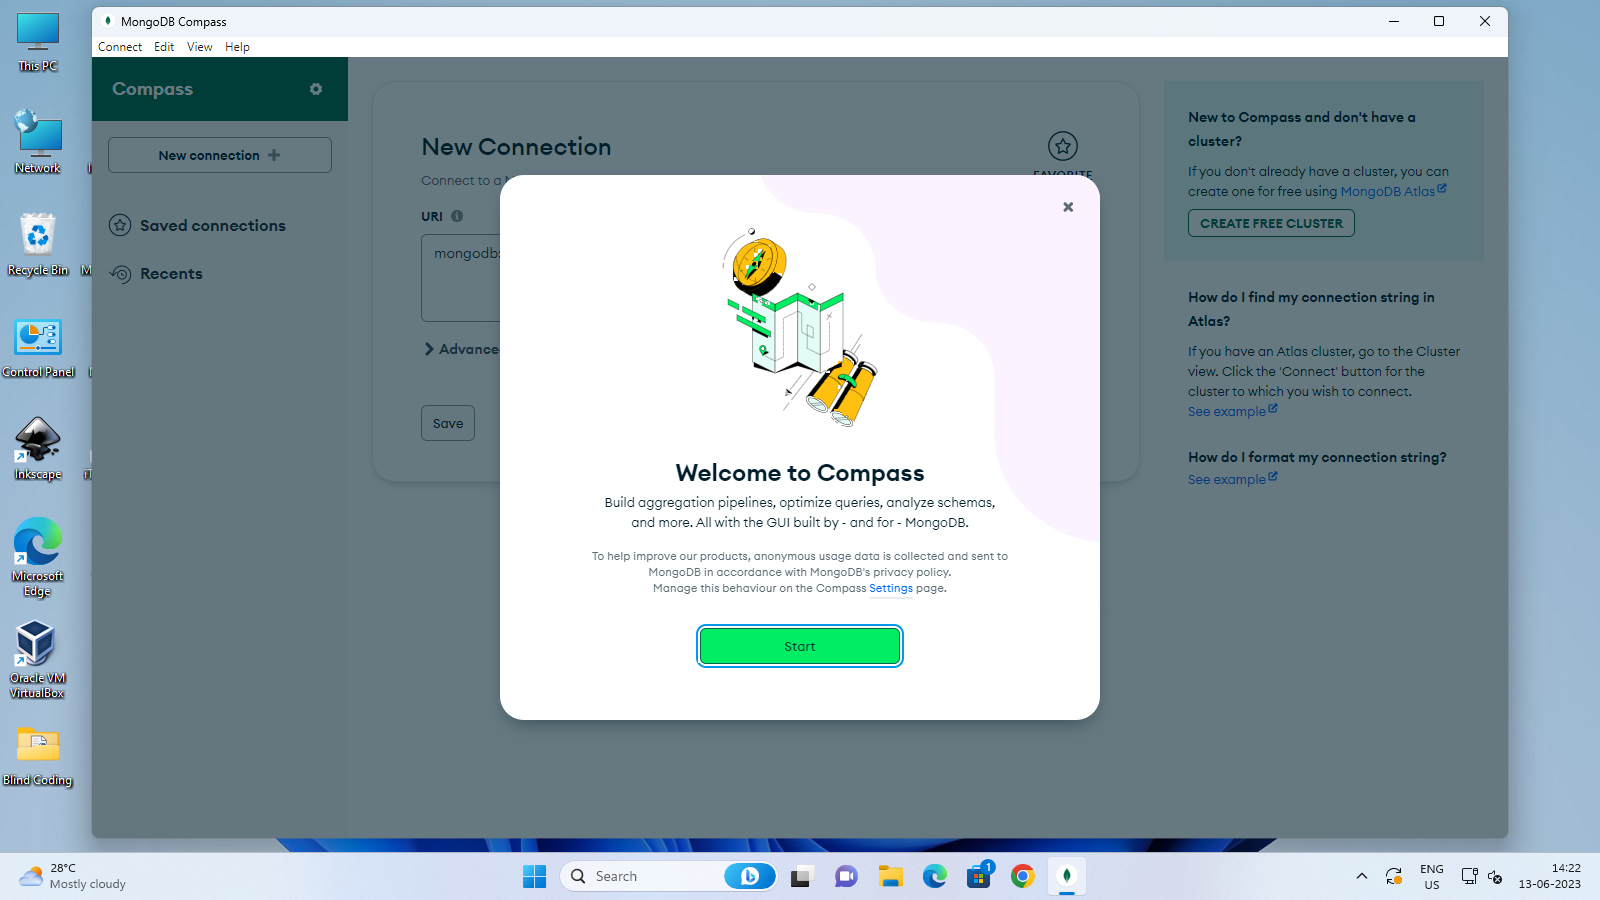 This PC
Network
Recycle Bin
Control Panel
Inkscape
Microsoft
Edge
Oracle VM
VirtualBox
Blind Coding
MongoDB Compass
Connect Edit View Help
Compass
New connection
Saved connections
Recents
New Connection
Connect to a
FAVORITE
URI
mongodb:
Advance
Save
New to Compass and don't have a
cluster?
If you don't already have a cluster, you can
create one for free using MongoDB Atlas
CREATE FREE CLUSTER
How do I find my connection string in
Atlas?
If you have an Atlas cluster, go to the Cluster
view. Click the 'Connect' button for the
cluster to which you wish to connect.
See example
How do I format my connection string?
See example
Welcome to Compass
Build aggregation pipelines, optimize queries, analyze schemas,
and more. All with the GUI built by - and for - MongoDB.
To help improve our products, anonymous usage data is collected and sent to
MongoDB in accordance with MongoDB's privacy policy.
Manage this behaviour on the Compass Settings page.
Start
28°C
Mostly cloudy
Search
1
ENG
US
14:22
13-06-2023